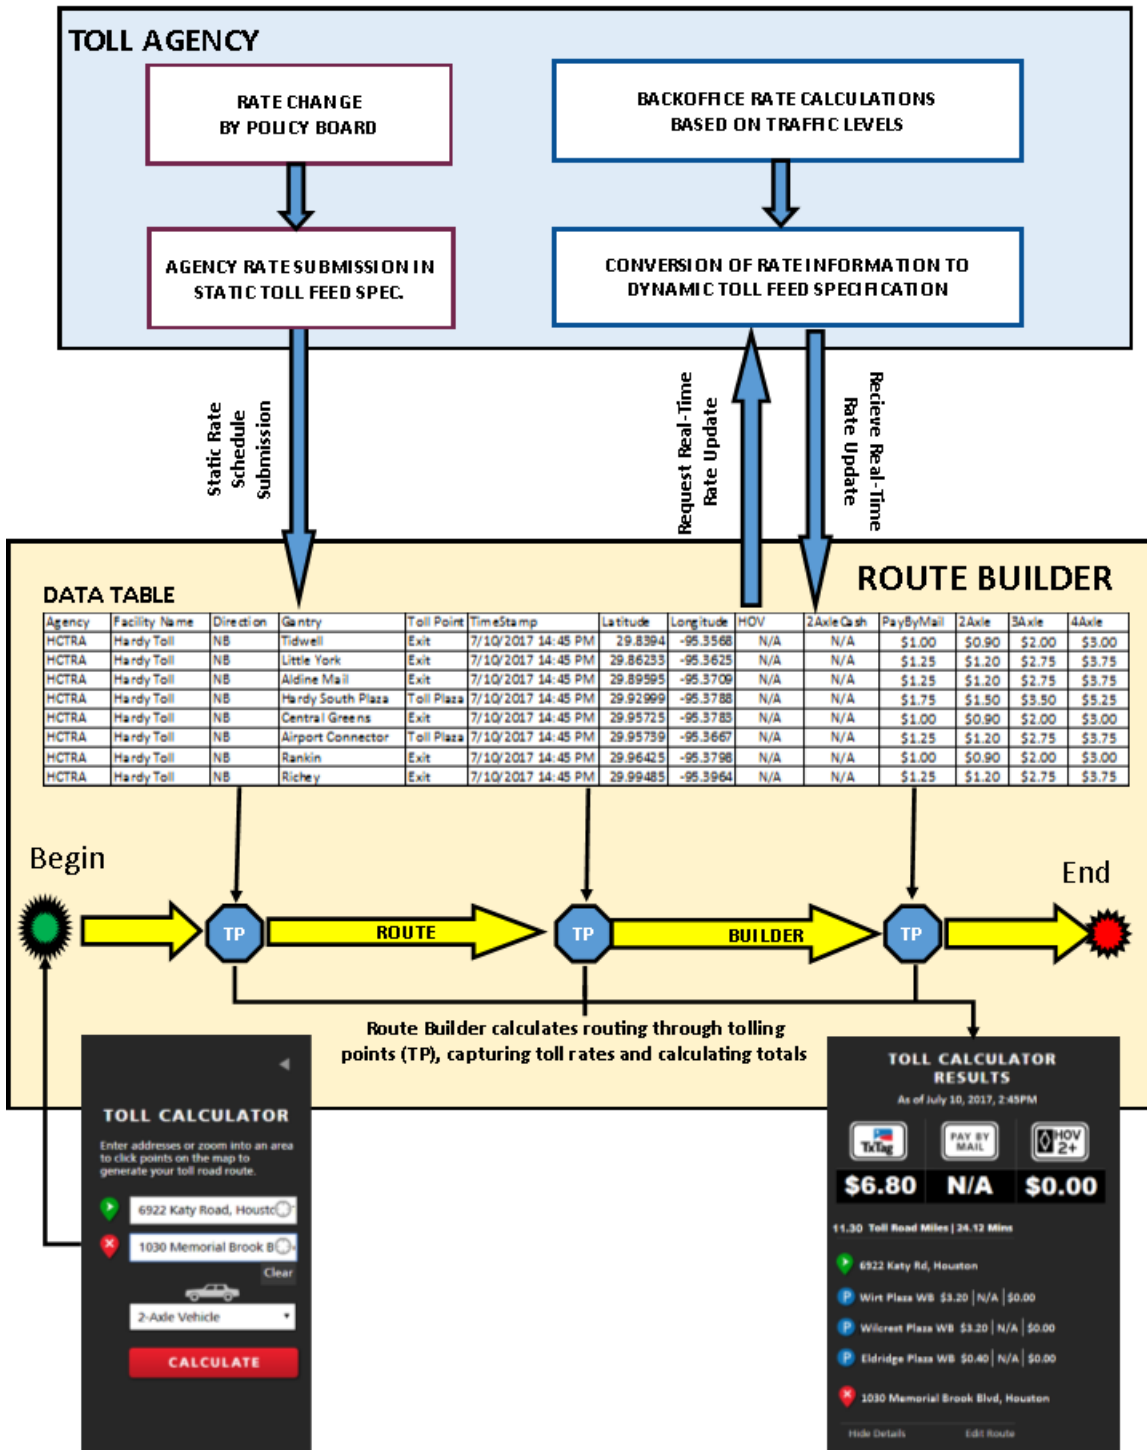 TOLL AGENCY
RATE CHANGE
BY POLICY BOARD
BACKOFFICE RATE CALCULATIONS
BASED ON TRAFFIC LEVELS
AGENCY RATE SUBMISSION IN
STATIC TOLL FEED SPEC.
CONVERSION OF RATE INFORMATION TO
DYNAMIC TOLL FEED SPECIFICATION
Static Rate
Schedule
Submission
Request Real-Time
Rate Update
Recieve Real-Time
Rate Update
ROUTE BUILDER
DATA TABLE
Agency Facility Name Direction Gantry Toll Point TimeStamp Latitude Longitude HOV 2AxleCash PayByMail 2Axle 3Axle 4Axle
HCTRA Hardy Toll NB Tidwell Exit 7/10/2017 14:45 PM 29.8394 -95.3568 N/A N/A $1.00 $0.90 $2.00 $3.00
HCTRA Hardy Toll NB Little York Exit 7/10/2017 14:45 PM 29.86233 -95.3625 N/A N/A $1.25 $1.20 $2.75 $3.75
HCTRA Hardy Toll NB Aldine Mail Exit 7/10/2017 14:45 PM 29.89595 -95.3709 N/A N/A $1.25 $1.20 $2.75 $3.75
HCTRA Hardy Toll NB Hardy South Plaza Toll Plaza 7/10/2017 14:45 PM 29.92999 -95.3788 N/A N/A $1.75 $1.50 $3.50 $5.25
HCTRA Hardy Toll NB Central Greens Exit 7/10/2017 14:45 PM 29.95725 -95.3783 N/A N/A $1.00 $0.90 $2.00 $3.00
HCTRA Hardy Toll NB Airport Connector Toll Plaza 7/10/2017 14:45 PM 29.95739 -95.3667 N/A N/A $1.25 $1.20 $2.75 $3.75
HCTRA Hardy Toll NB Rankin Exit 7/10/2017 14:45 PM 29.96425 -95.3798 N/A N/A $1.00 $0.90 $2.00 $3.00
HCTRA Hardy Toll NB Richey Exit 7/10/2017 14:45 PM 29.99485 -95.3964 N/A N/A $1.25 $1.20 $2.75 $3.75
Begin
End
TP ROUTE TP BUILDER TP
Route Builder calculates routing through tolling
points (TP), capturing toll rates and calculating totals
TOLL CALCULATOR
Enter addresses or zoom into an area
to click points on the map to
generate your toll road route.
6922 Katy Road, Houstc
1030 Memorial Brook B
Clear
2-Axle Vehicle
CALCULATE
TOLL CALCULATOR
RESULTS
As of July 10, 2017, 2:45PM
TxTag
PAY BY
MAIL
HOV
2+
$6.80 N/A $0.00
11.30 Toll Road Miles | 24.12 Mins
6922 Katy Rd, Houston
P Wirt Plaza WB $3.20 | N/A | $0.00
P Wilcrest Plaza WB $3.20 | N/A | $0.00
P Eldridge Plaza WB $0.40 | N/A | $0.00
1030 Memorial Brook Blvd, Houston
Hide Details Edit Route